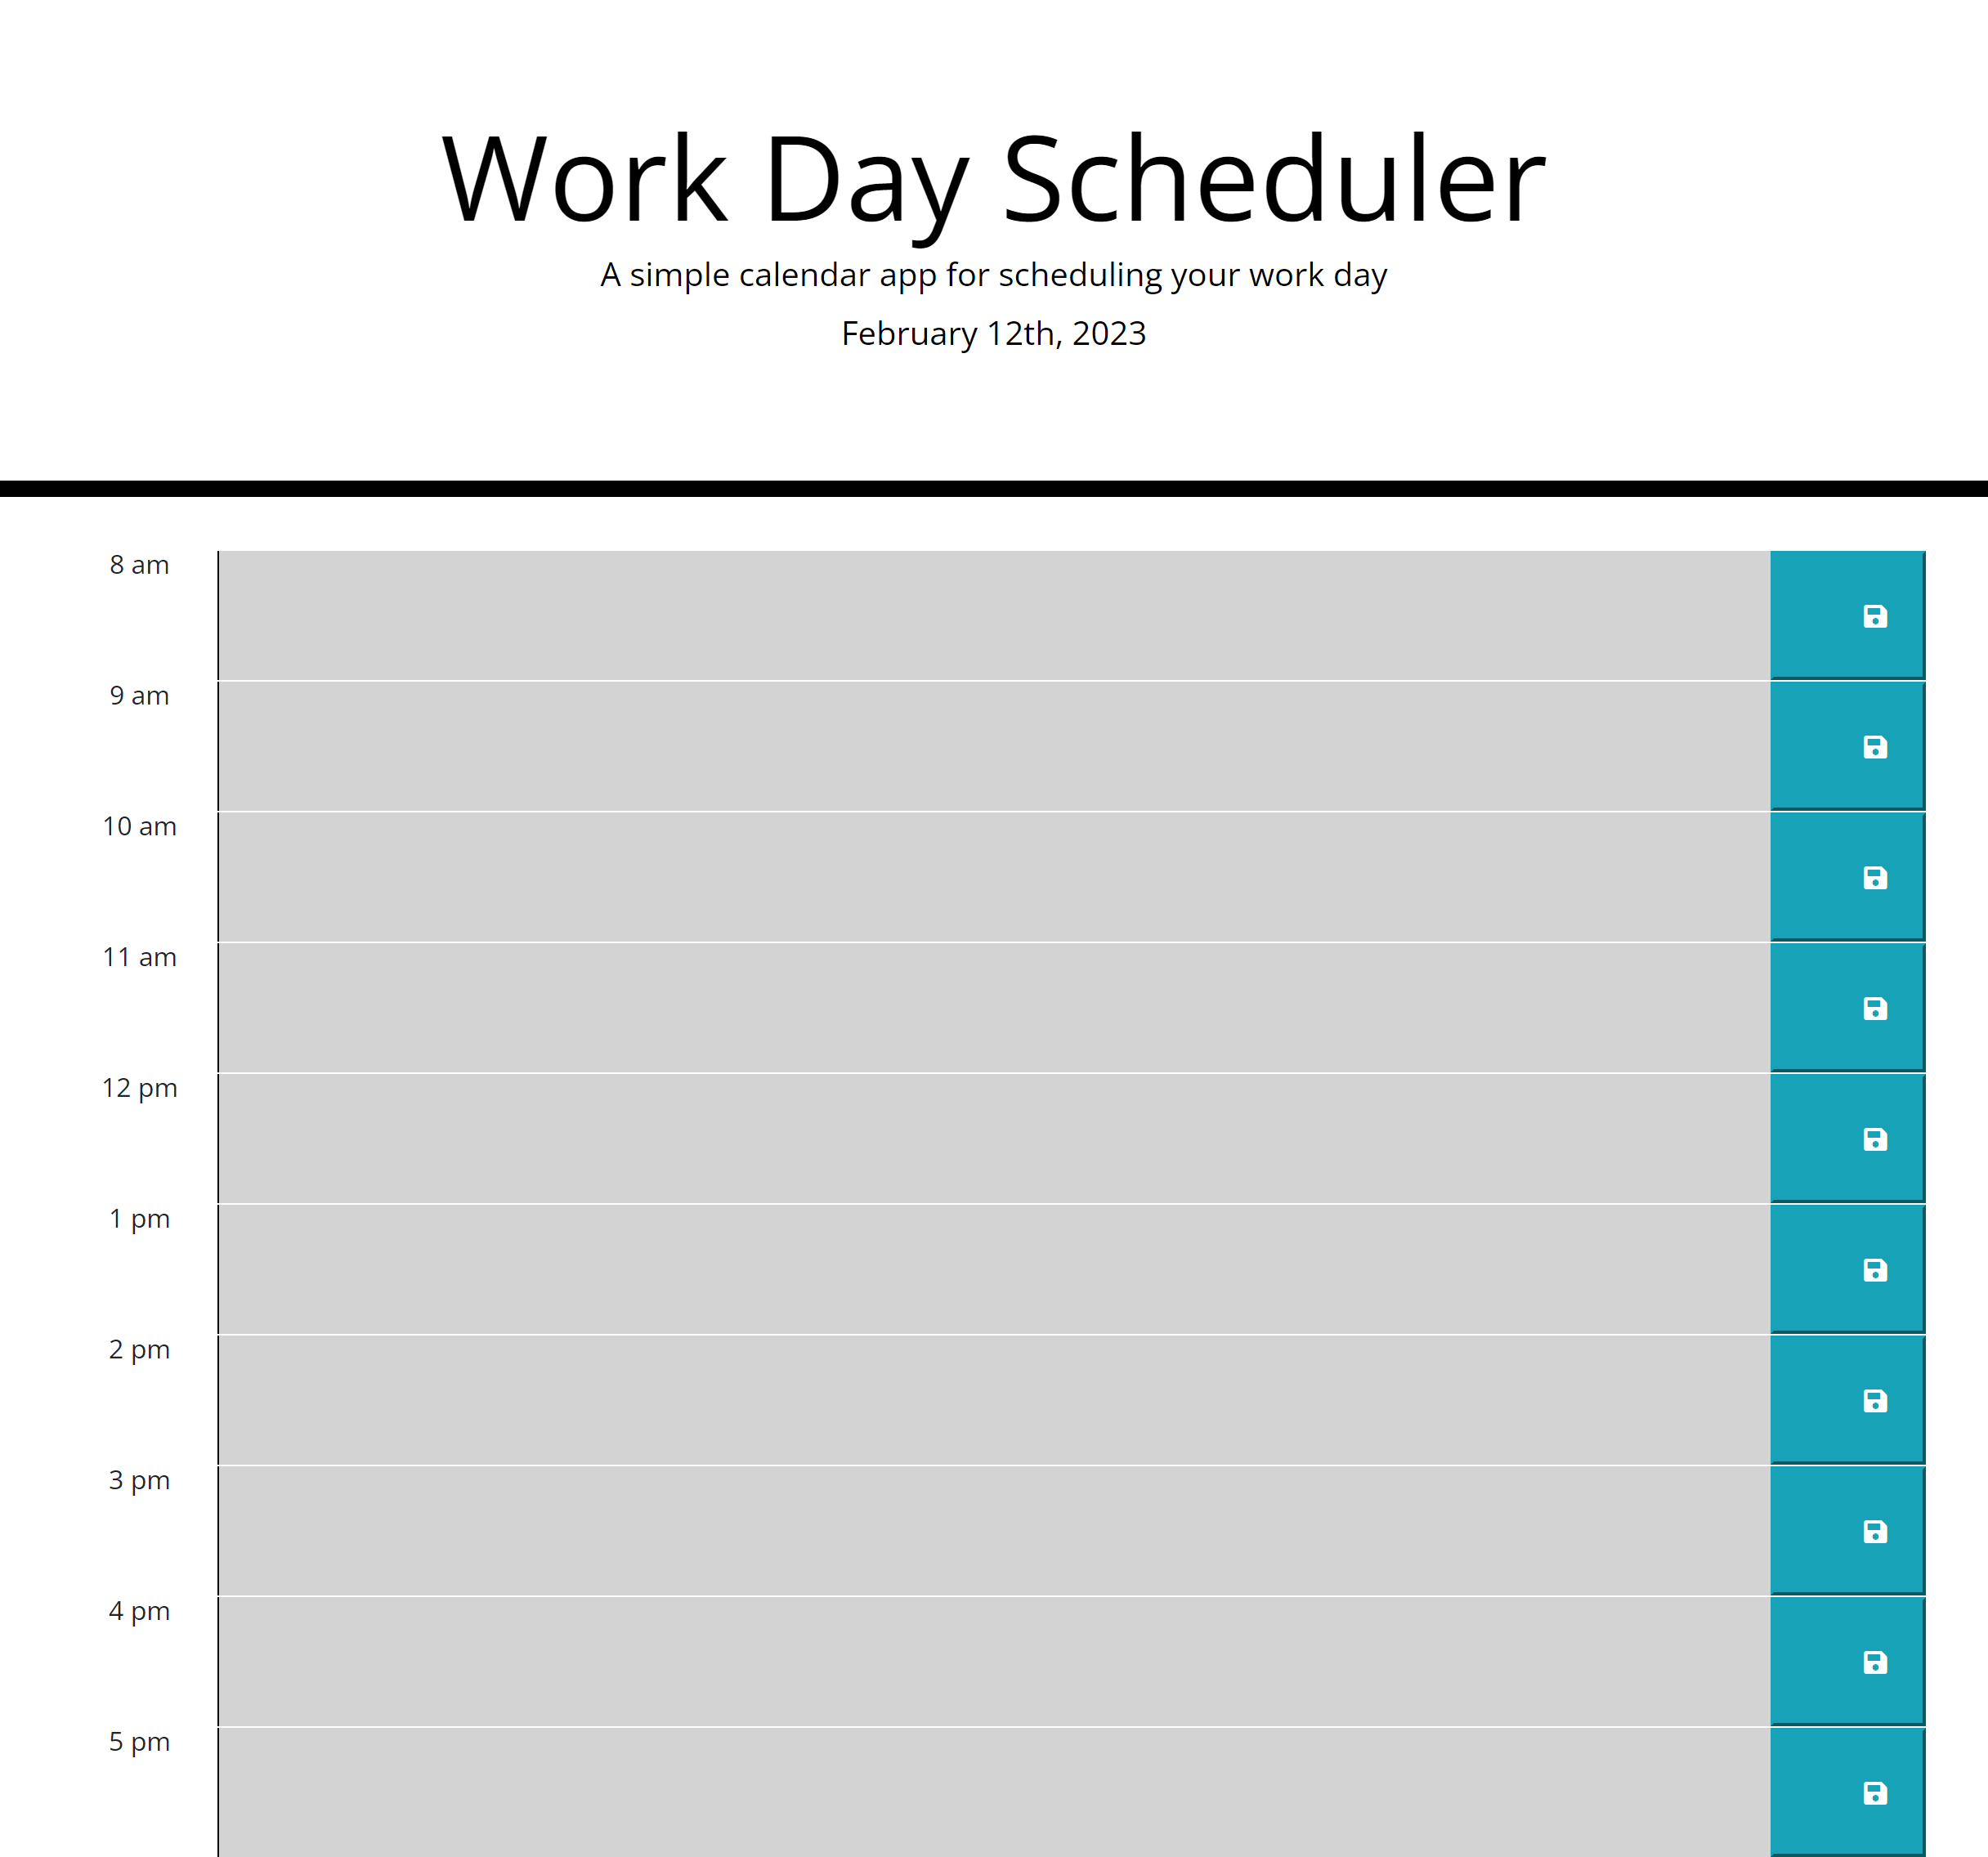 Work Day Scheduler
A simple calendar app for scheduling your work day
February 12th, 2023
8 am
9 am
10 am
11 am
12 pm
1 pm
2 pm
3 pm
4 pm
5 pm